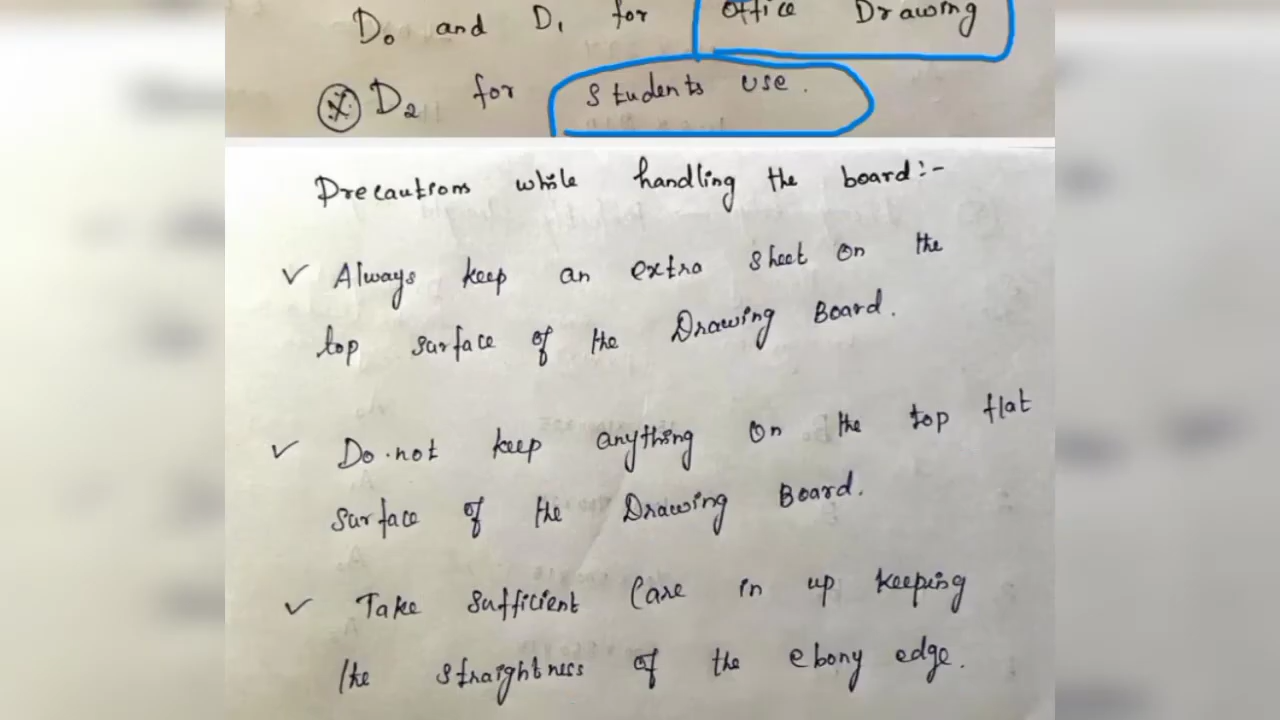 D₀ and D₁ for Office Drawing
D₂ for Students use.
Precautions while handling the board:-
✓ Always keep an extra sheet on the
top surface of the Drawing Board.
✓ Do not keep anything on the top flat
surface of the Drawing Board.
✓ Take sufficient Care in up keeping
the straightness of the ebony edge.